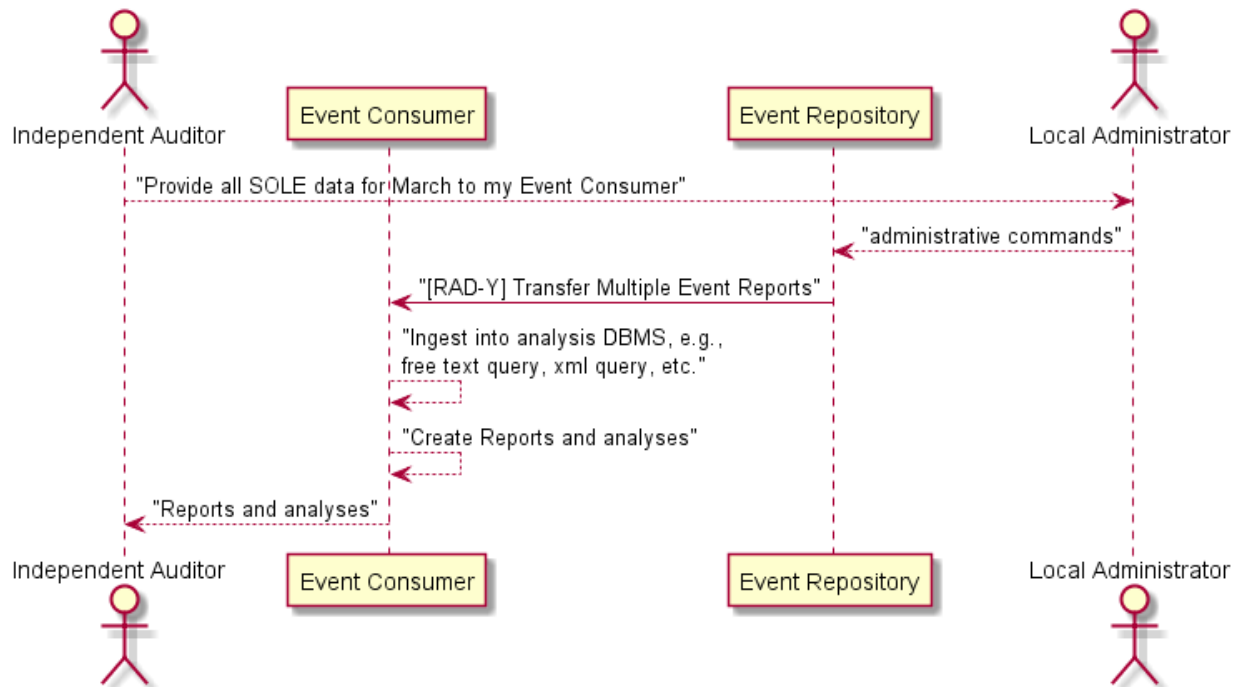 Independent Auditor
Event Consumer
Event Repository
Local Administrator
"Provide all SOLE data for March to my Event Consumer"
"administrative commands"
"[RAD-Y] Transfer Multiple Event Reports"
"Ingest into analysis DBMS, e.g.,
free text query, xml query, etc."
"Create Reports and analyses"
"Reports and analyses"
Independent Auditor
Event Consumer
Event Repository
Local Administrator